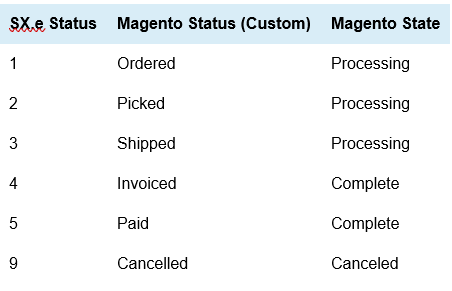 SX.e Status Magento Status (Custom) Magento State
1 Ordered Processing
2 Picked Processing
3 Shipped Processing
4 Invoiced Complete
5 Paid Complete
9 Cancelled Canceled